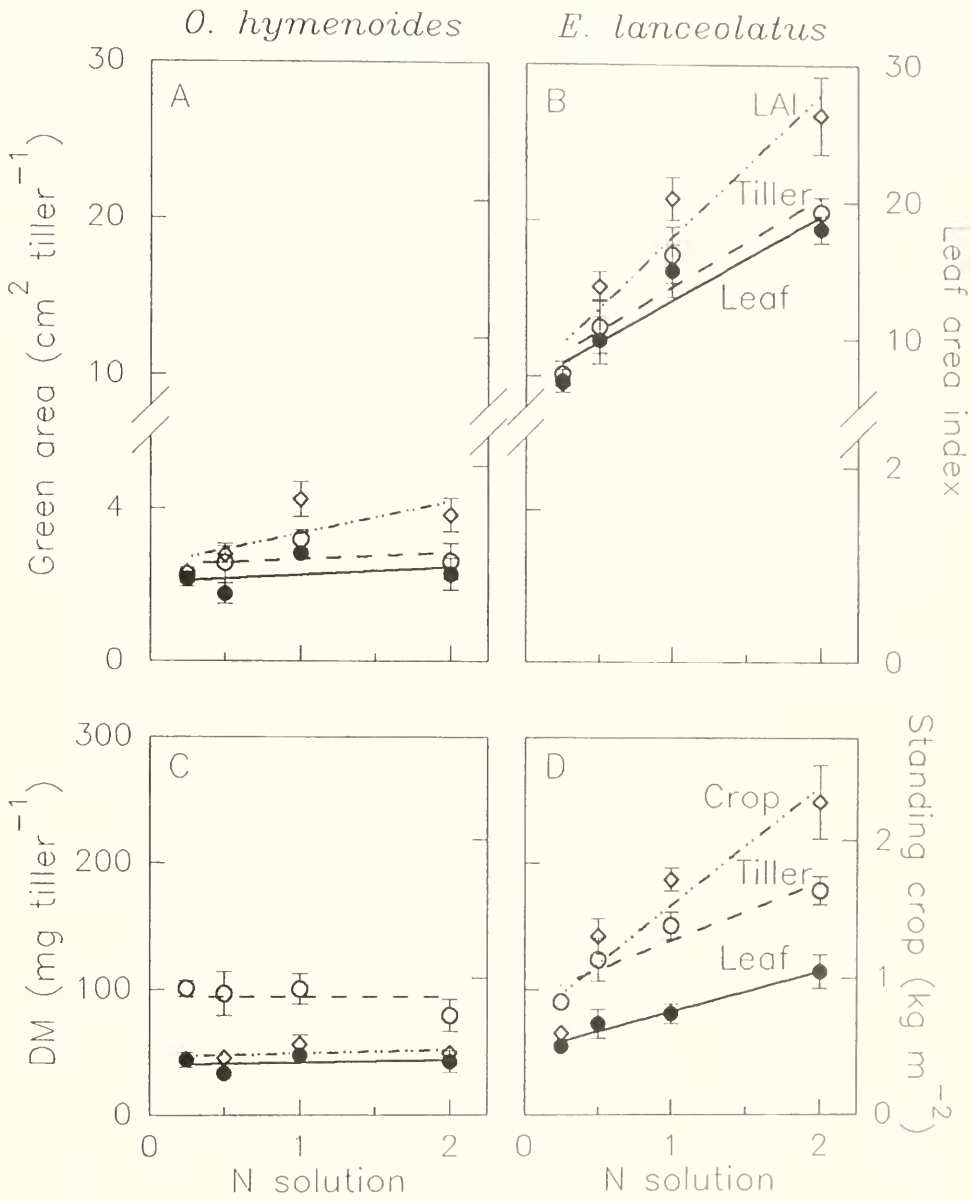 O. hymenoides
E. lanceolatus
Green area (cm² tiller⁻¹)
30
20
10
4
0
A
B
LAI
Tiller
Leaf
30
20
10
2
0
Leaf area index
DM (mg tiller⁻¹)
300
200
100
0
C
D
Crop
Tiller
Leaf
2
1
0
Standing crop (kg m⁻²)
0
1
2
0
1
2
N solution
N solution